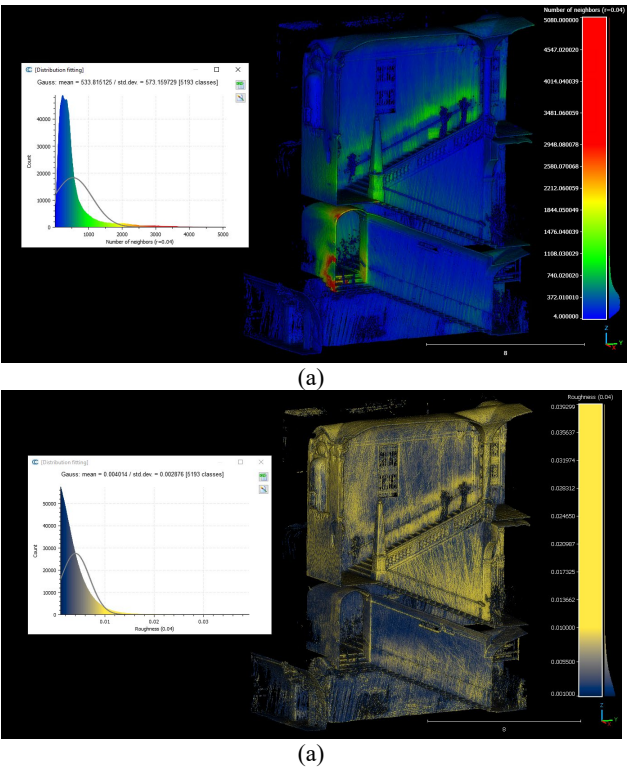 Number of neighbors (r=0.04)
5080.000000
[Distribution fitting]
Gauss: mean = 533.815125 / std.dev. = 573.159729 [5193 classes]
4547.020020
4014.040039
3481.060059
2948.080078
2580.070068
2212.060059
1844.050049
1476.040039
1108.030029
740.020020
372.010010
4.000000
40000
30000
20000
10000
0
Count
1000
2000
3000
4000
5000
Number of neighbors (r=0.04)
8
Z
Y
X
(a)
Roughness (0.04)
0.039299
[Distribution fitting]
Gauss: mean = 0.004014 / std.dev. = 0.002876 [5193 classes]
0.035637
0.031974
0.028312
0.024650
0.020987
0.017325
0.013662
0.010000
0.005500
0.001000
50000
40000
30000
20000
10000
0
Count
0.01
0.02
0.03
Roughness (0.04)
Z
(a)